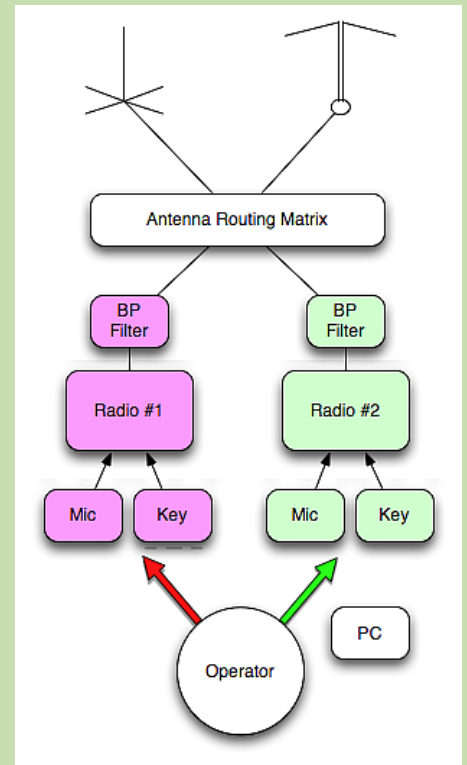 Antenna Routing Matrix
BP
Filter
BP
Filter
Radio #1
Radio #2
Mic
Key
Mic
Key
PC
Operator